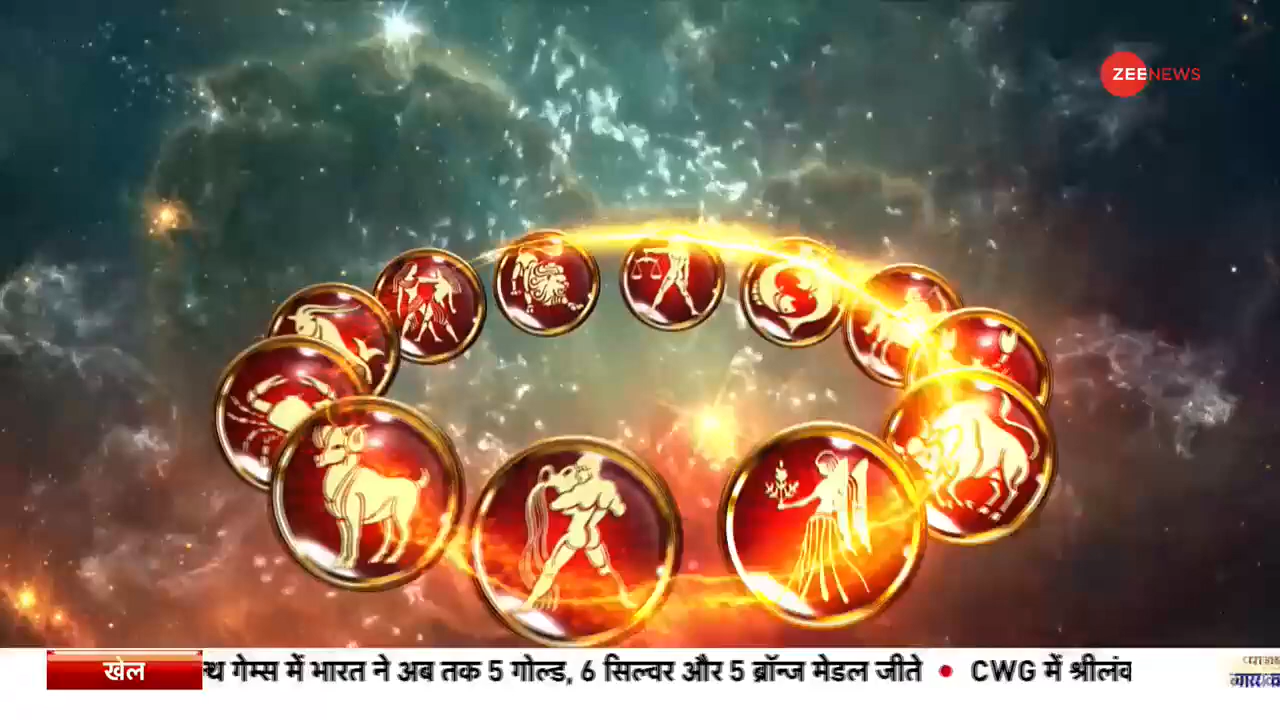 ZEENEWS
खेल
थ गेम्स में भारत ने अब तक 5 गोल्ड, 6 सिल्वर और 5 ब्रॉन्ज मेडल जीते • CWG में श्रीलंव